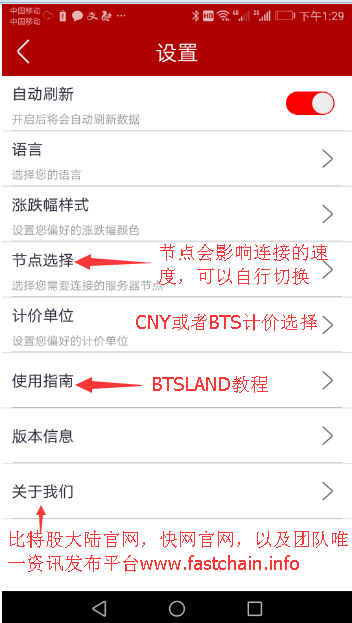 中国移动
中国移动
HD
4G
2G
下午1:29
设置
自动刷新
开启后将会自动刷新数据
语言
选择您的语言
涨跌幅样式
设置您偏好的涨跌幅颜色
节点选择
节点会影响连接的速
度，可以自行切换
选择您需要连接的服务器节点
计价单位
CNY或者BTS计价选择
设置您偏好的计价单位
使用指南
BTSLAND教程
版本信息
关于我们
比特股大陆官网，快网官网，以及团队唯
一资讯发布平台www.fastchain.info